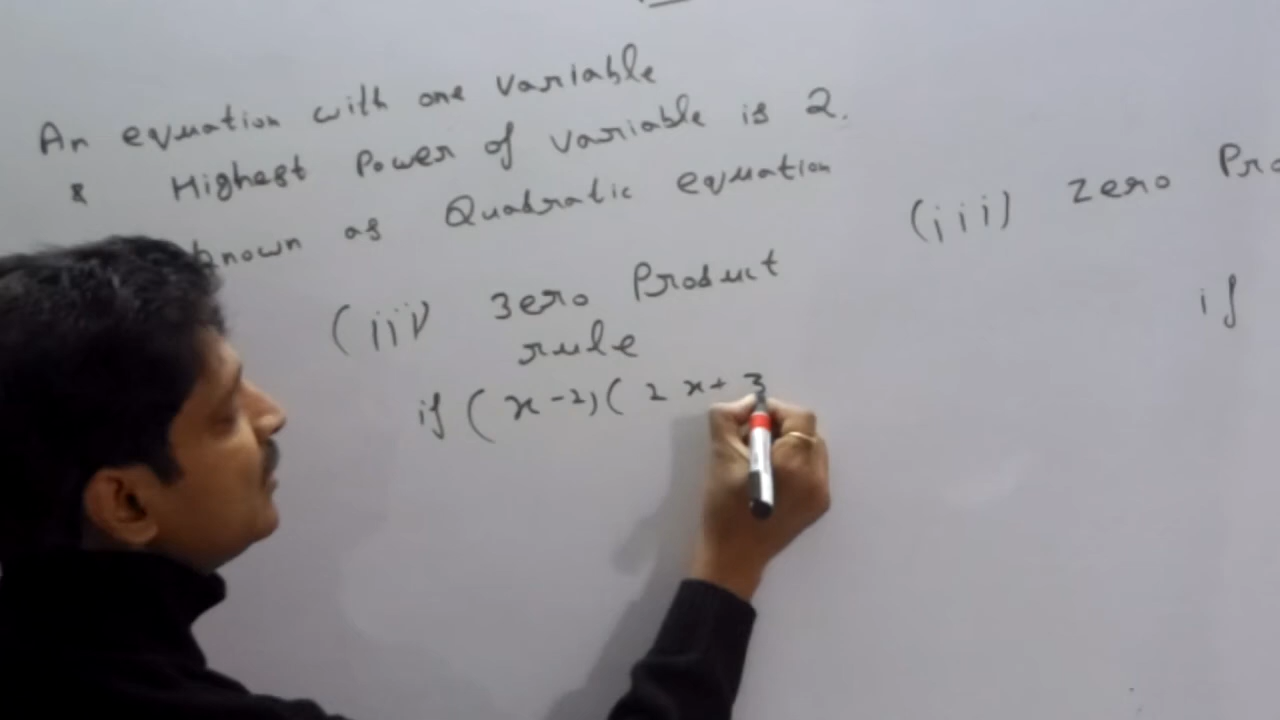 An equation with one variable
& Highest Power of variable is 2.
known as Quadratic equation
(ii) Zero Product
rule
if (x-2)(2x+3
(iii) Zero Pro
if